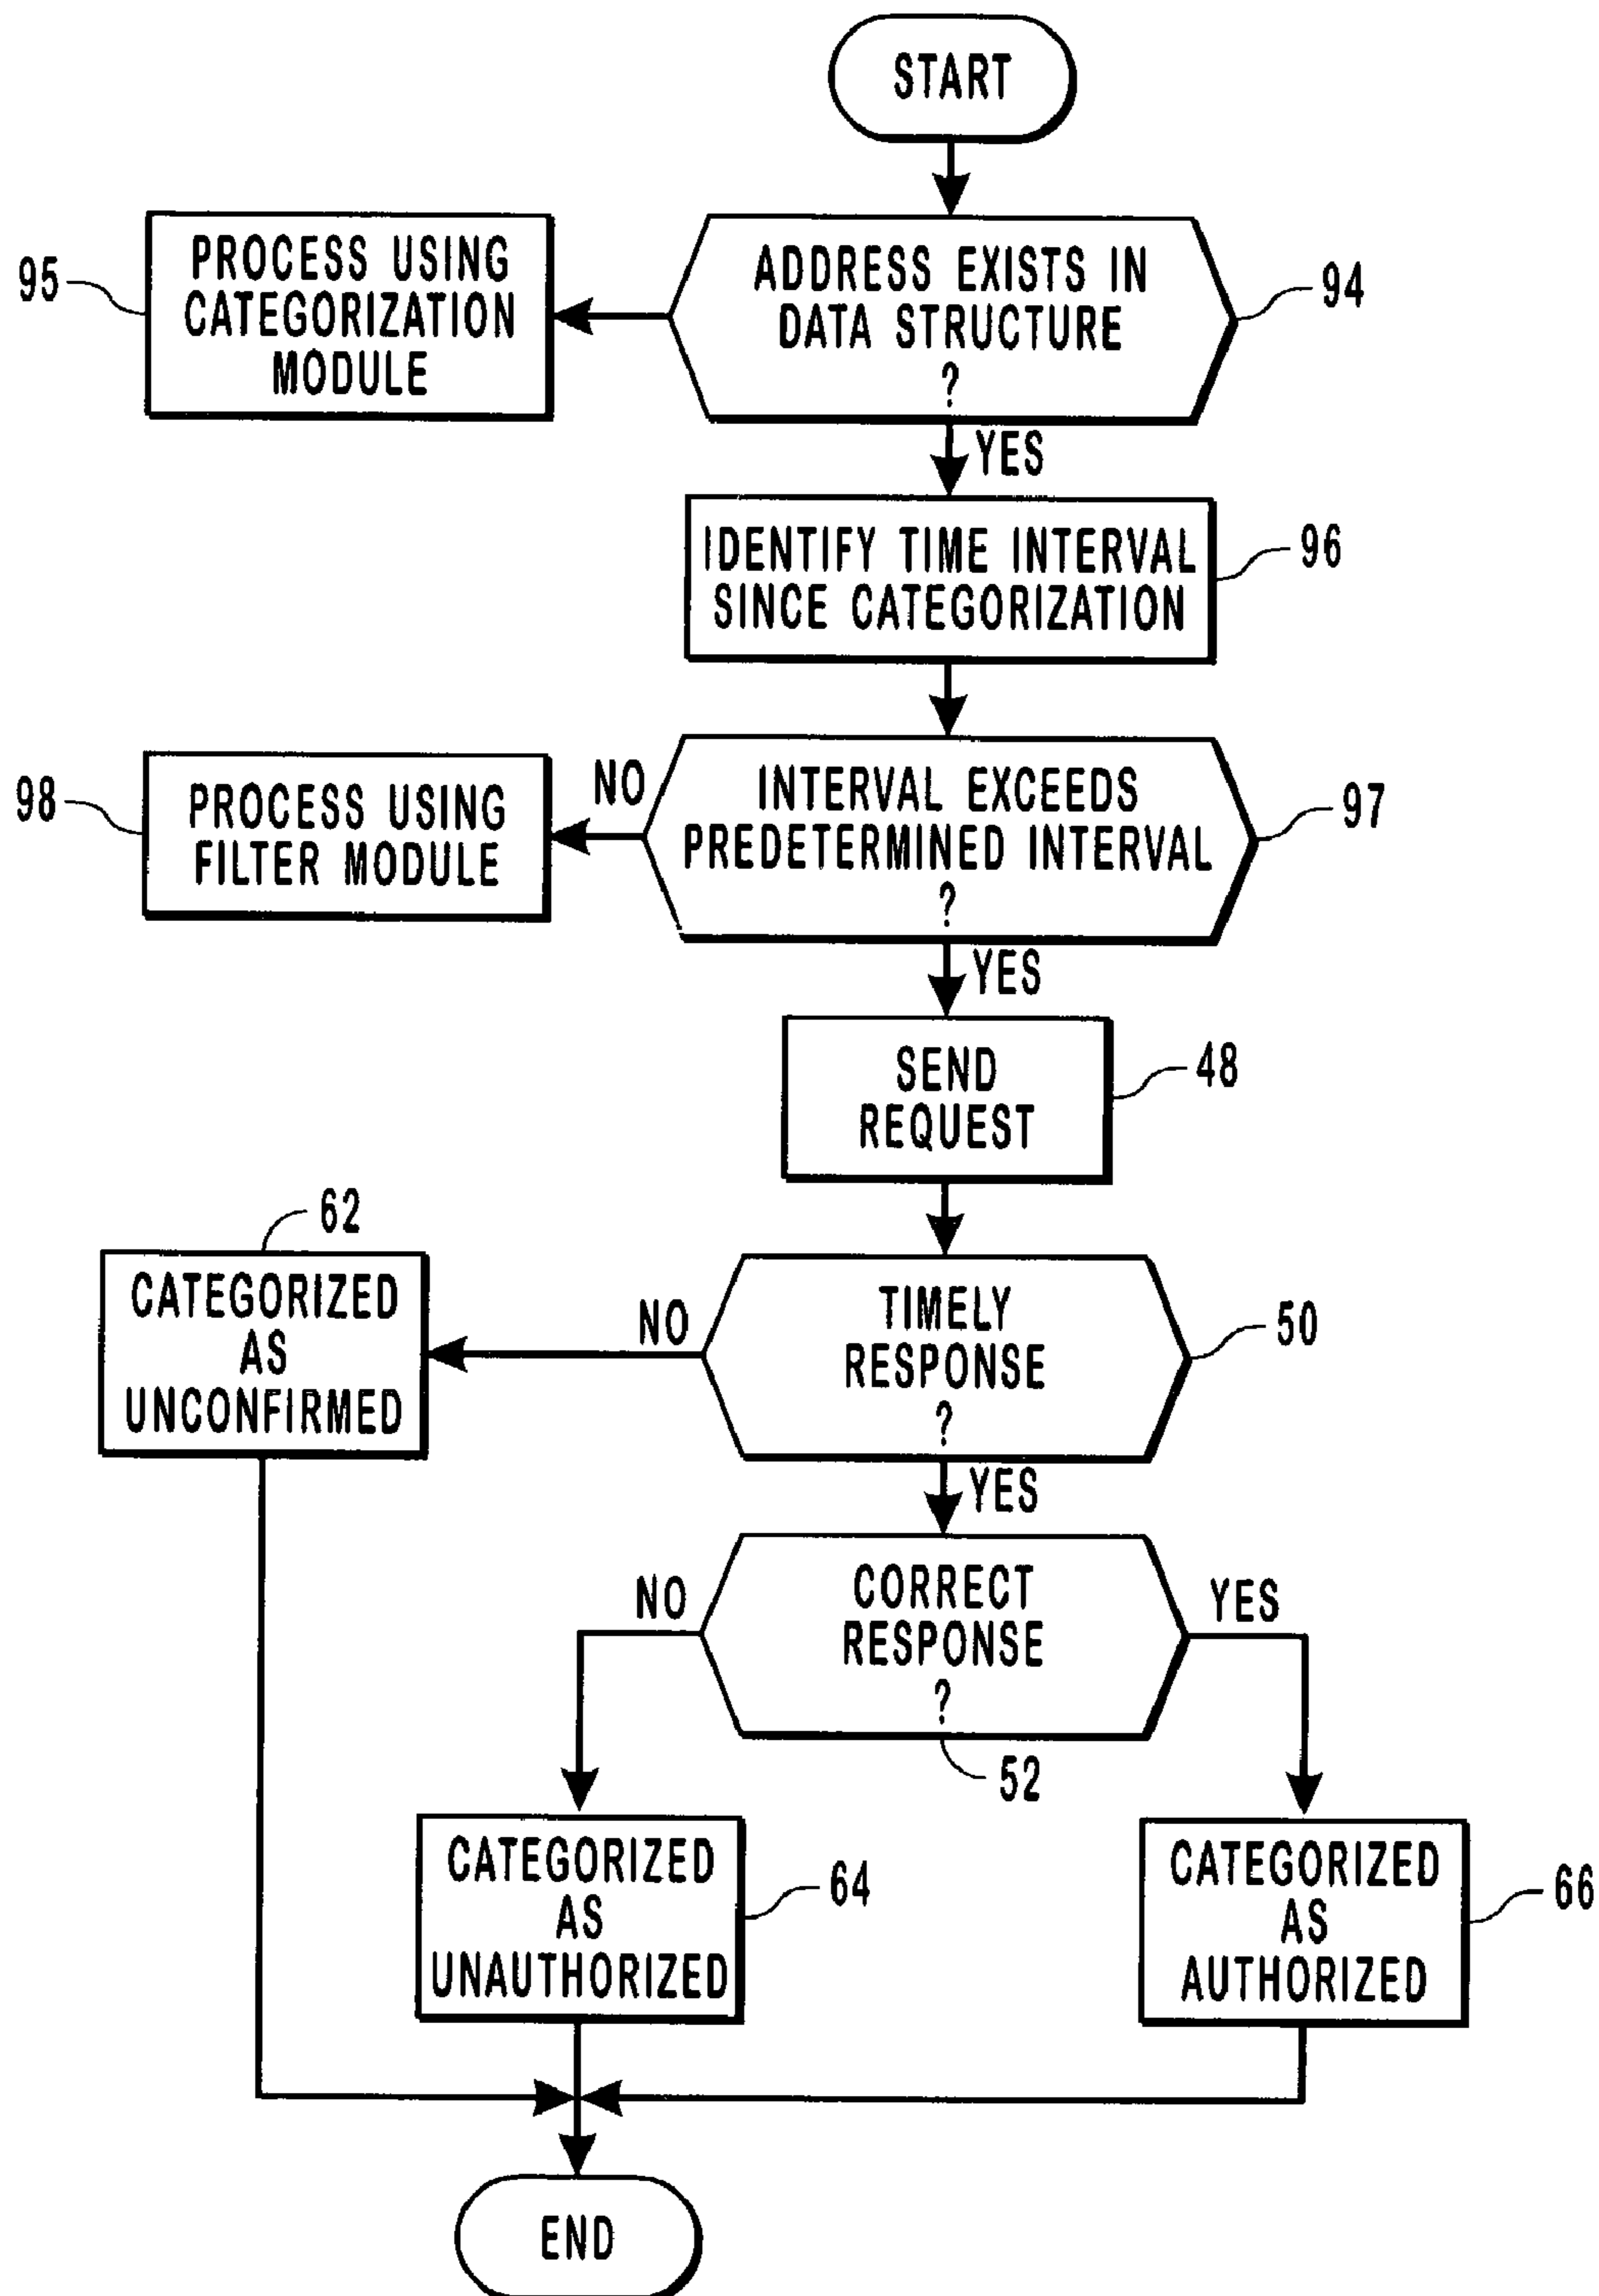 START
PROCESS USING
CATEGORIZATION
MODULE
95
ADDRESS EXISTS IN
DATA STRUCTURE
?
94
YES
IDENTIFY TIME INTERVAL
SINCE CATEGORIZATION
96
PROCESS USING
FILTER MODULE
98
NO
INTERVAL EXCEEDS
PREDETERMINED INTERVAL
?
97
YES
SEND
REQUEST
48
62
CATEGORIZED
AS
UNCONFIRMED
NO
TIMELY
RESPONSE
?
50
YES
NO
CORRECT
RESPONSE
?
YES
52
CATEGORIZED
AS
UNAUTHORIZED
64
CATEGORIZED
AS
AUTHORIZED
66
END